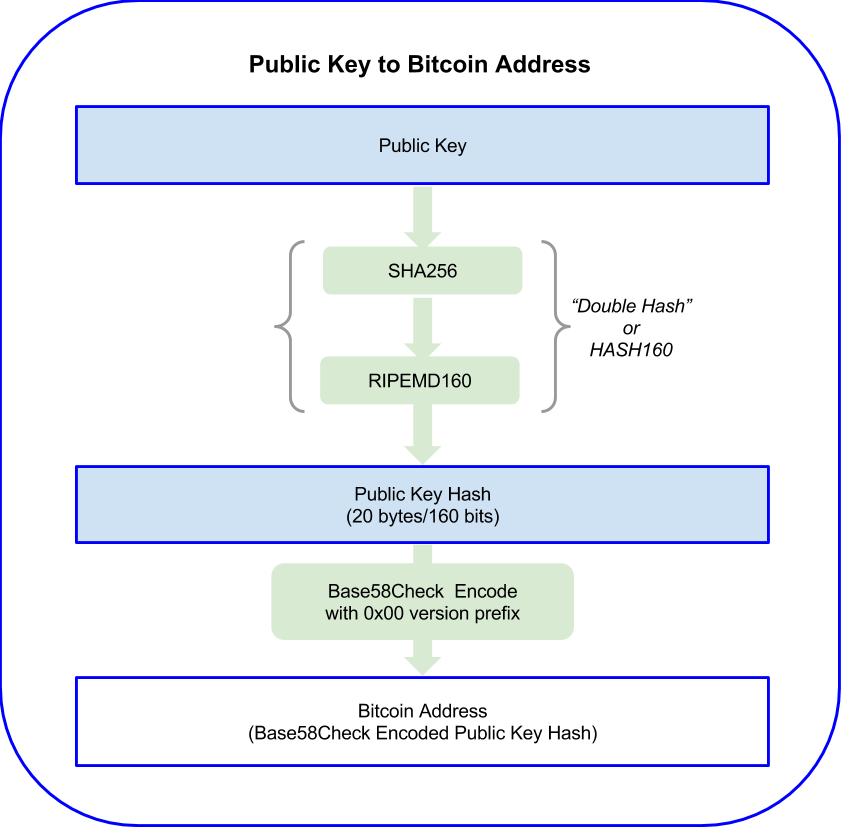 Public Key to Bitcoin Address
Public Key
SHA256
“Double Hash”
or
HASH160
RIPEMD160
Public Key Hash
(20 bytes/160 bits)
Base58Check Encode
with 0x00 version prefix
Bitcoin Address
(Base58Check Encoded Public Key Hash)